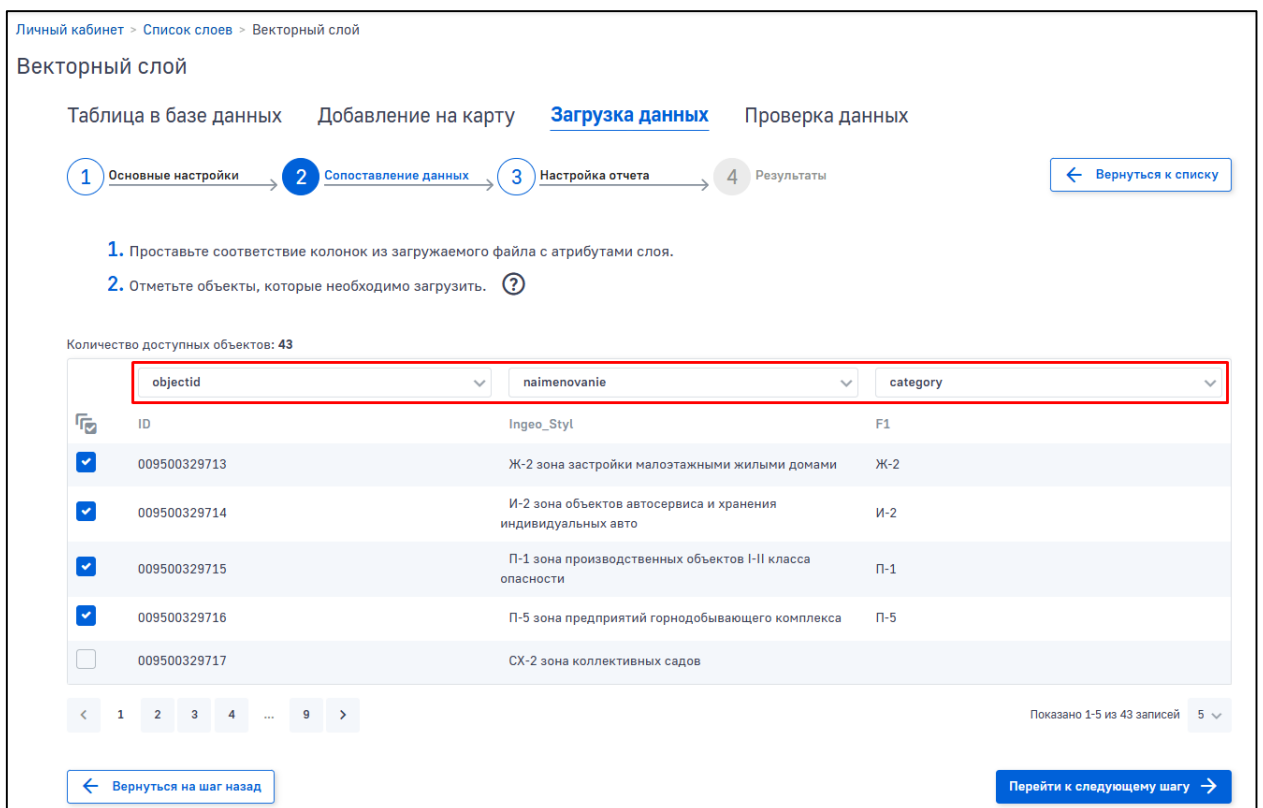 Личный кабинет > Список слоев > Векторный слой
Векторный слой
Таблица в базе данных Добавление на карту Загрузка данных Проверка данных
1 Основные настройки 2 Сопоставление данных 3 Настройка отчета 4 Результаты ← Вернуться к списку
1. Проставьте соответствие колонок из загружаемого файла с атрибутами слоя.
2. Отметьте объекты, которые необходимо загрузить. ?
Количество доступных объектов: 43
objectid naimenovanie category
ID Ingeo_Styl F1
009500329713 Ж-2 зона застройки малоэтажными жилыми домами Ж-2
И-2 зона объектов автосервиса и хранения
009500329714 И-2
индивидуальных авто
П-1 зона производственных объектов I-II класса
009500329715 П-1
опасности
009500329716 П-5 зона предприятий горнодобывающего комплекса П-5
009500329717 СХ-2 зона коллективных садов
< 1 2 3 4 ... 9 > Показано 1-5 из 43 записей 5
← Вернуться на шаг назад Перейти к следующему шагу →